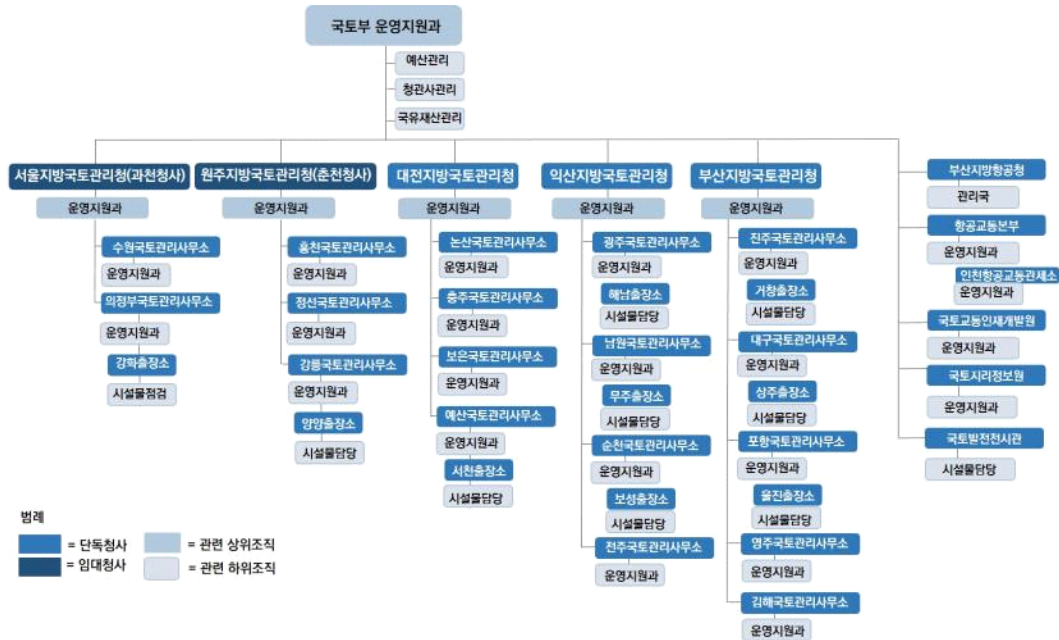 국토부 운영지원과
예산관리
청관사관리
국유재산관리
서울지방국토관리청(과천청사)
운영지원과
수원국토관리사무소
운영지원과
의정부국토관리사무소
운영지원과
강화출장소
시설물점검
원주지방국토관리청(춘천청사)
운영지원과
홍천국토관리사무소
운영지원과
정선국토관리사무소
운영지원과
강릉국토관리사무소
운영지원과
양양출장소
시설물담당
대전지방국토관리청
운영지원과
논산국토관리사무소
운영지원과
충주국토관리사무소
운영지원과
보은국토관리사무소
운영지원과
예산국토관리사무소
운영지원과
서천출장소
시설물담당
익산지방국토관리청
운영지원과
광주국토관리사무소
운영지원과
해남출장소
시설물담당
남원국토관리사무소
운영지원과
무주출장소
시설물담당
순천국토관리사무소
운영지원과
보성출장소
시설물담당
전주국토관리사무소
운영지원과
부산지방국토관리청
운영지원과
진주국토관리사무소
운영지원과
거창출장소
시설물담당
대구국토관리사무소
운영지원과
상주출장소
시설물담당
포항국토관리사무소
운영지원과
울진출장소
시설물담당
영주국토관리사무소
운영지원과
김해국토관리사무소
운영지원과
부산지방항공청
관리국
항공교통본부
운영지원과
인천항공교통관제소
운영지원과
국토교통인재개발원
운영지원과
국토지리정보원
운영지원과
국토발전전시관
시설물담당
범례
= 단독청사
= 관련 상위조직
= 임대청사
= 관련 하위조직